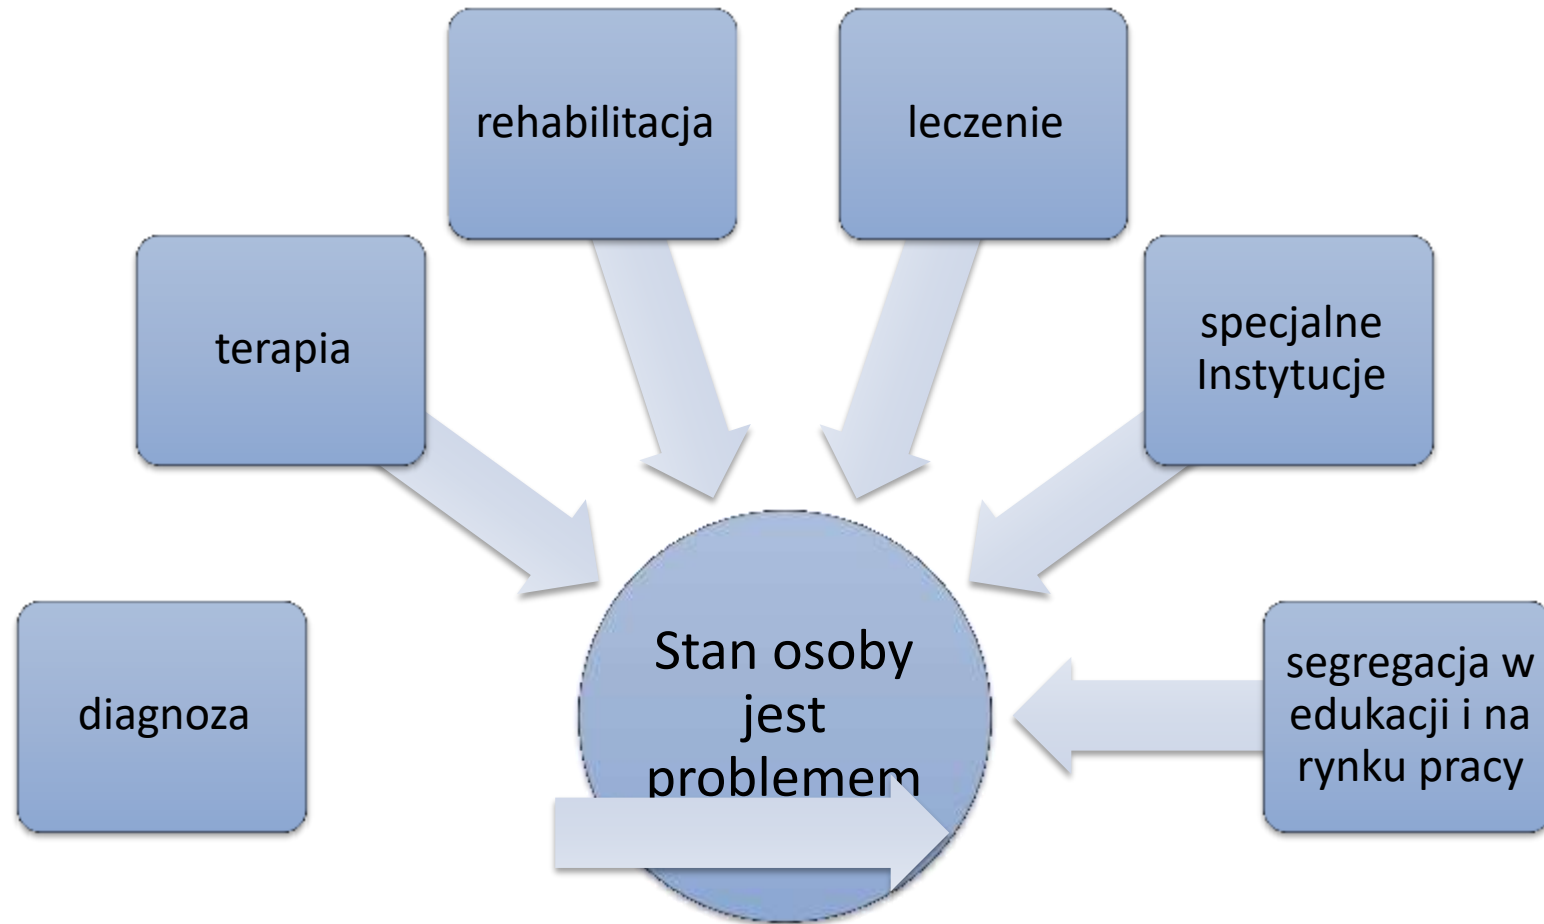 rehabilitacja
leczenie
terapia
specjalne
Instytucje
diagnoza
Stan osoby
jest
problemem
segregacja w
edukacji i na
rynku pracy